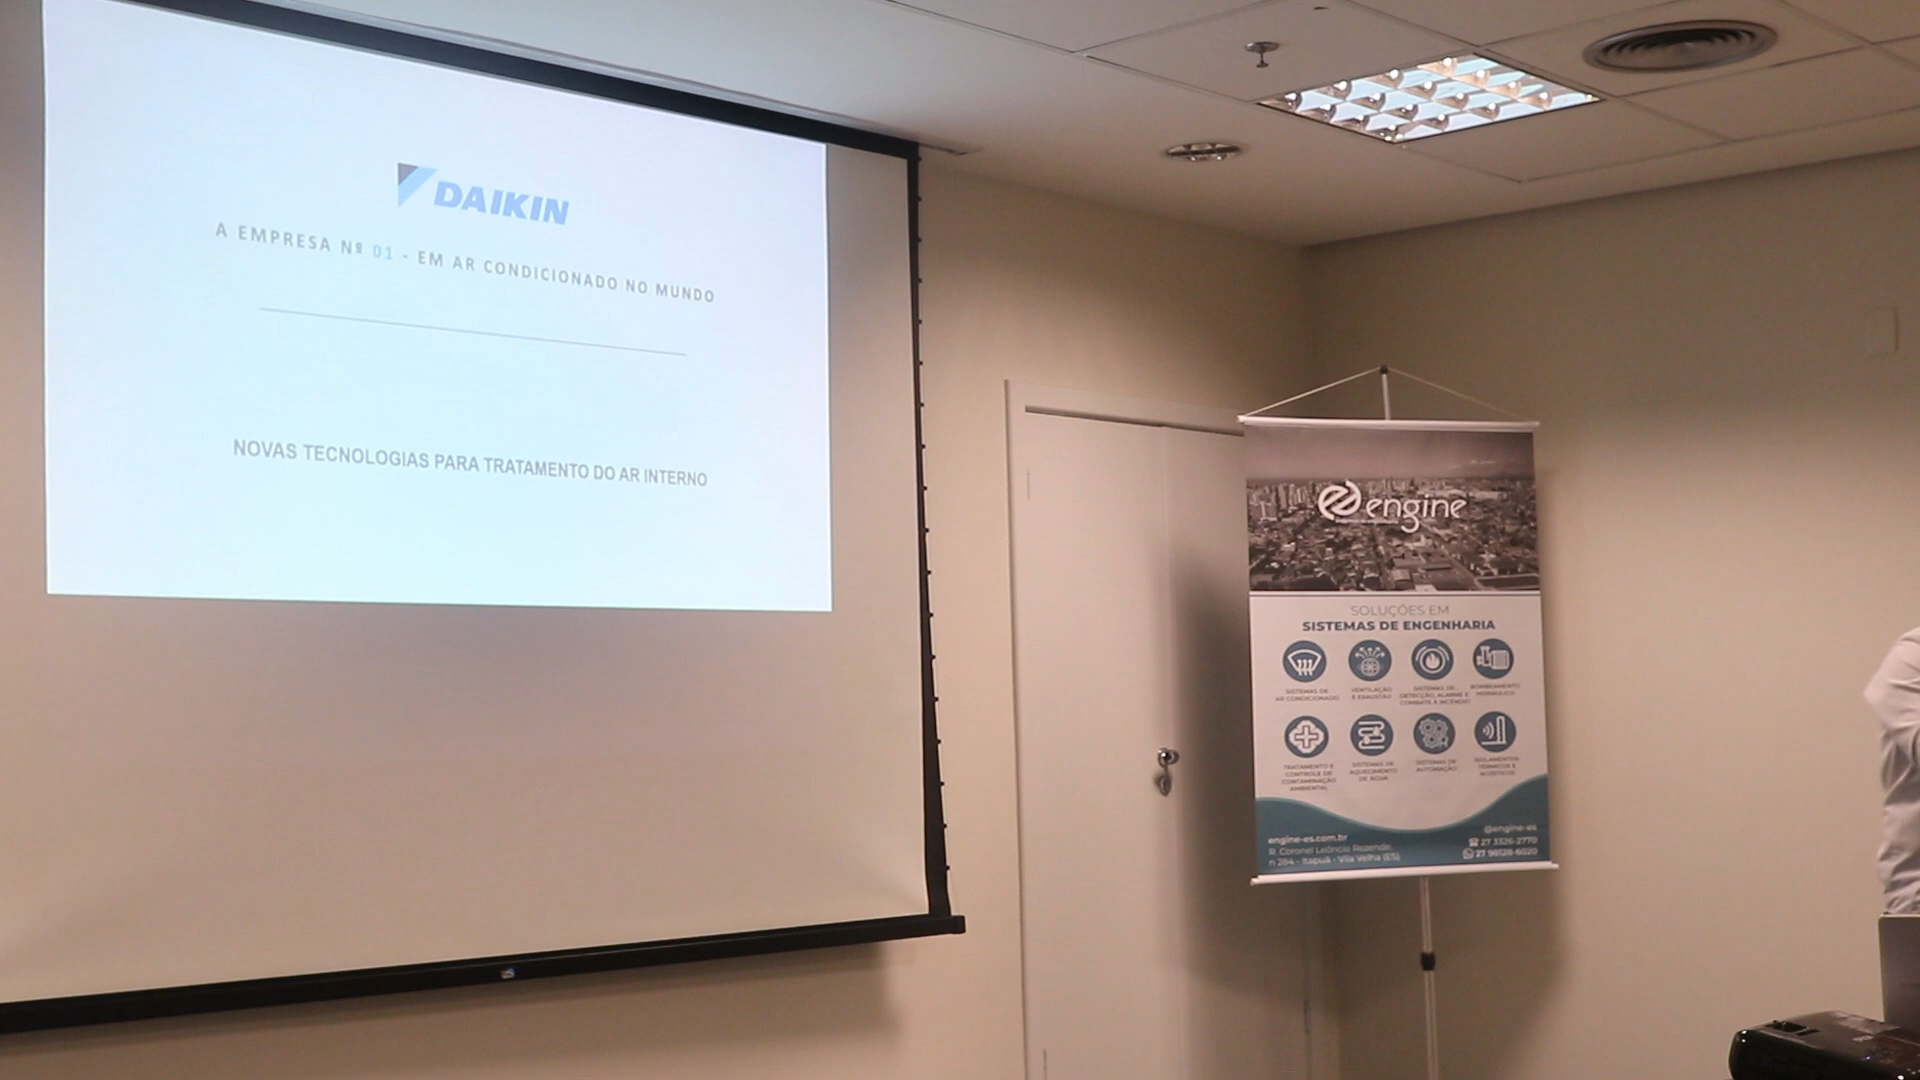 DAIKIN
A EMPRESA Nº 01 - EM AR CONDICIONADO NO MUNDO
NOVAS TECNOLOGIAS PARA TRATAMENTO DO AR INTERNO
engine
SOLUÇÕES EM
SISTEMAS DE ENGENHARIA
SISTEMAS DE
AR CONDICIONADO
VENTILAÇÃO
E EXAUSTÃO
SISTEMAS DE
DETECÇÃO, ALARME E
COMBATE À INCÊNDIO
BOMBEAMENTO
HIDRÁULICO
TRATAMENTO E
CONTROLE DE
CONTAMINAÇÃO
AMBIENTAL
SISTEMAS DE
AQUECIMENTO
DE ÁGUA
SISTEMAS DE
AUTOMAÇÃO
ISOLAMENTOS
TÉRMICOS E
ACÚSTICOS
engine-es.com.br
R. Coronel Leôncio Rezende,
n 284 - Itapuã - Vila Velha (ES)
@engine-es
27 3326-2770
27 98128-6020